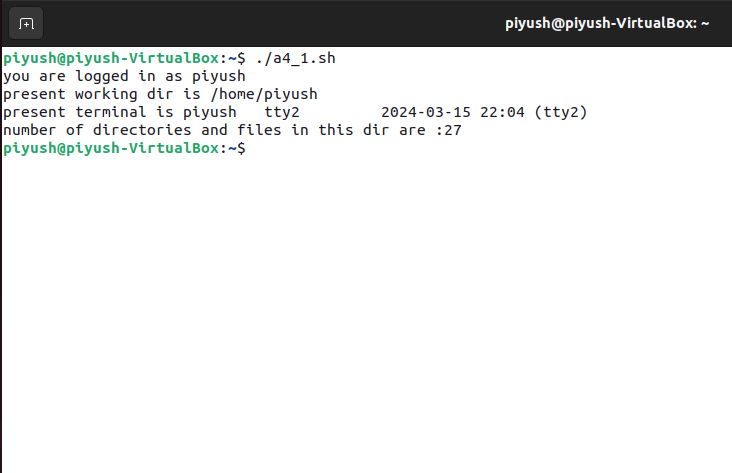 piyush@piyush-VirtualBox: ~
piyush@piyush-VirtualBox:~$ ./a4_1.sh
you are logged in as piyush
present working dir is /home/piyush
present terminal is piyush   tty2         2024-03-15 22:04 (tty2)
number of directories and files in this dir are :27
piyush@piyush-VirtualBox:~$